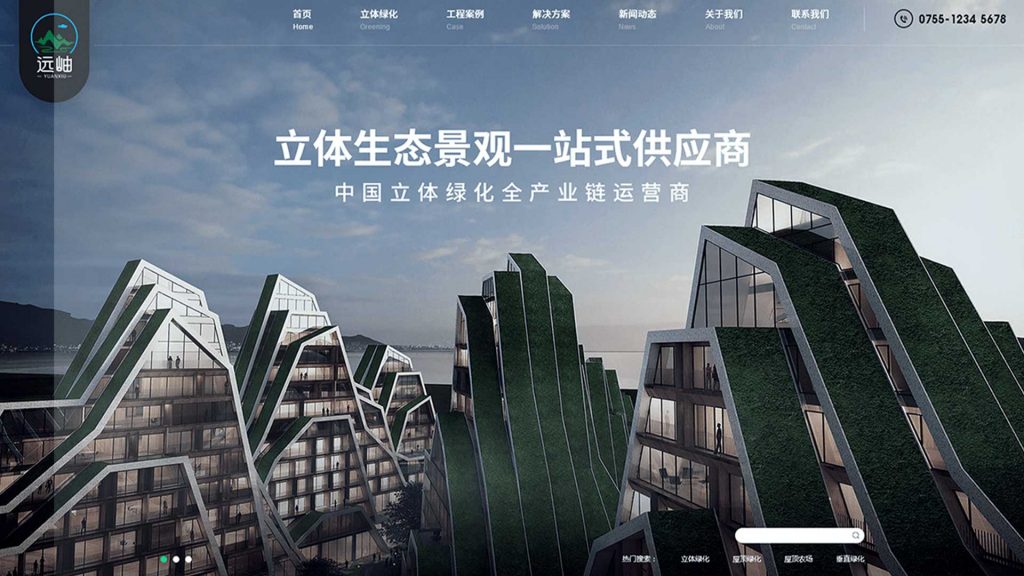 首页 立体绿化 工程案例 解决方案 新闻动态 关于我们 联系我们
Home Greening Case Solution News About Contact
0755-1234 5678
远岫
YUANXIU
立体生态景观一站式供应商
中国立体绿化全产业链运营商
热门搜索： 立体绿化 屋顶绿化 屋顶农场 垂直绿化